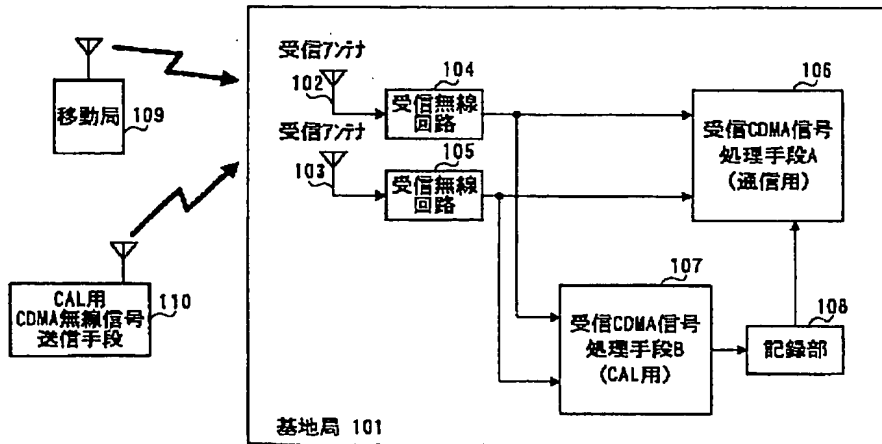 受信アンテナ
102
104
受信無線
回路
106
受信CDMA信号
処理手段A
(通信用)
移動局
109
受信アンテナ
103
105
受信無線
回路
CAL用
CDMA無線信号
送信手段
110
107
受信CDMA信号
処理手段B
(CAL用)
108
記録部
基地局 101